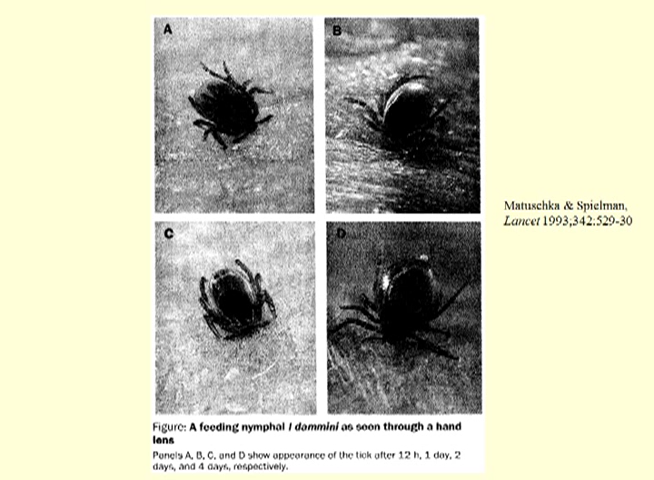 A
B
C
D
Matuschka & Spielman,
Lancet 1993;342:529-30
Figure: A feeding nymphal I dammini as seen through a hand
lens
Panels A, B, C, and D show appearance of the tick after 12 h, 1 day, 2
days, and 4 days, respectively.